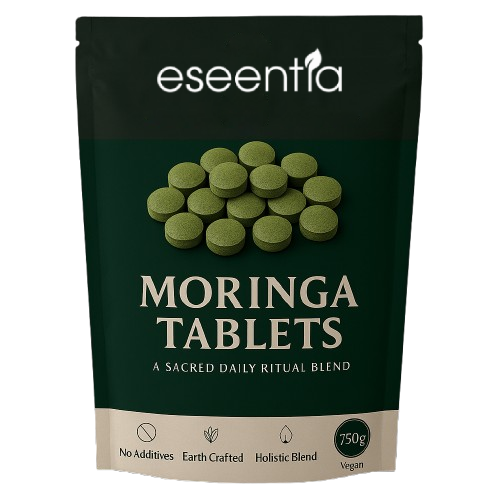 eseentia
MORINGA
TABLETS
A SACRED DAILY RITUAL BLEND
No Additives
Earth Crafted
Holistic Blend
750g
Vegan